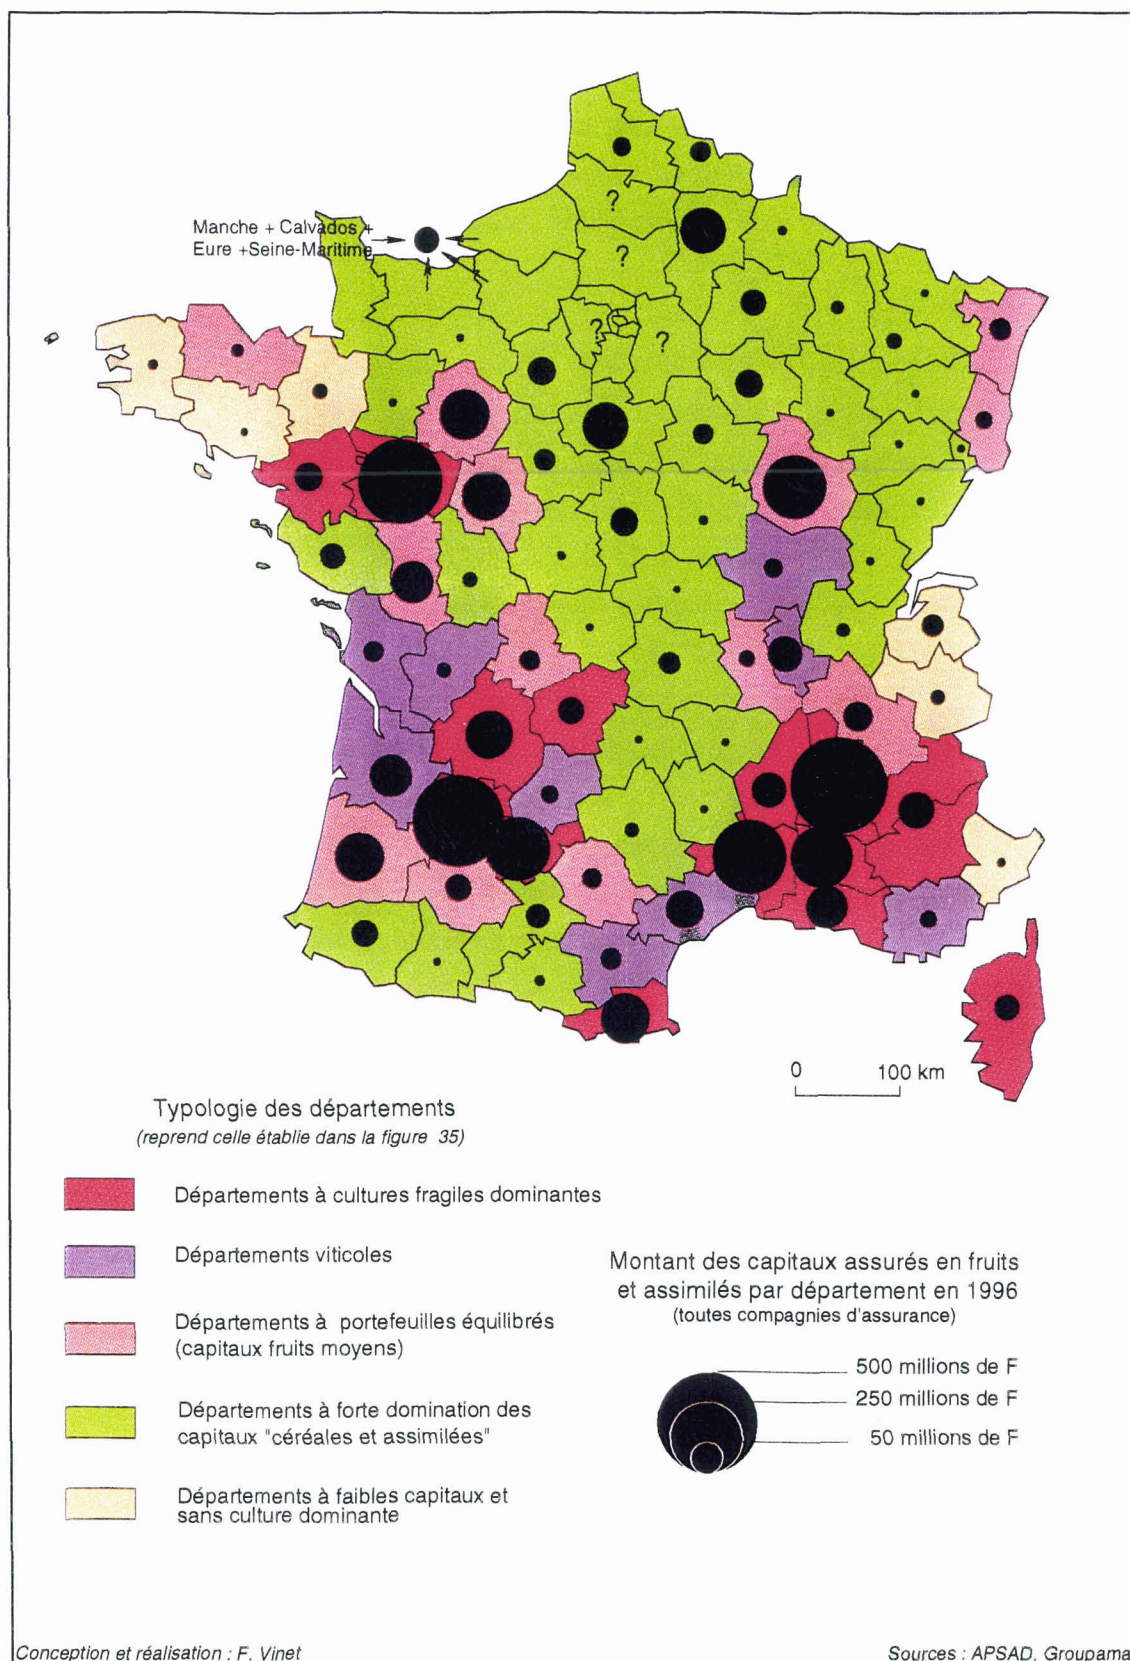 Manche + Calvados +
Eure +Seine-Maritime
?
?
?
?
0 100 km
Typologie des départements
(reprend celle établie dans la figure 35)
Départements à cultures fragiles dominantes
Départements viticoles
Départements à portefeuilles équilibrés
(capitaux fruits moyens)
Départements à forte domination des
capitaux "céréales et assimilées"
Départements à faibles capitaux et
sans culture dominante
Montant des capitaux assurés en fruits
et assimilés par département en 1996
(toutes compagnies d'assurance)
500 millions de F
250 millions de F
50 millions de F
Conception et réalisation : F. Vinet
Sources : APSAD, Groupama